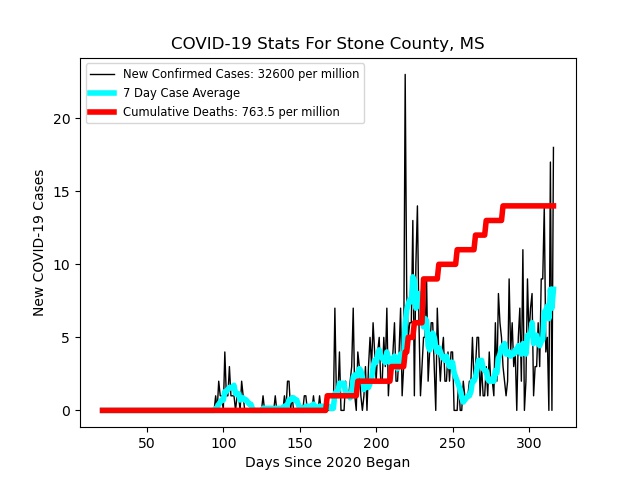 COVID-19 Stats For Stone County, MS
New Confirmed Cases: 32600 per million
7 Day Case Average
Cumulative Deaths: 763.5 per million
New COVID-19 Cases
20
15
10
5
0
50 100 150 200 250 300
Days Since 2020 Began